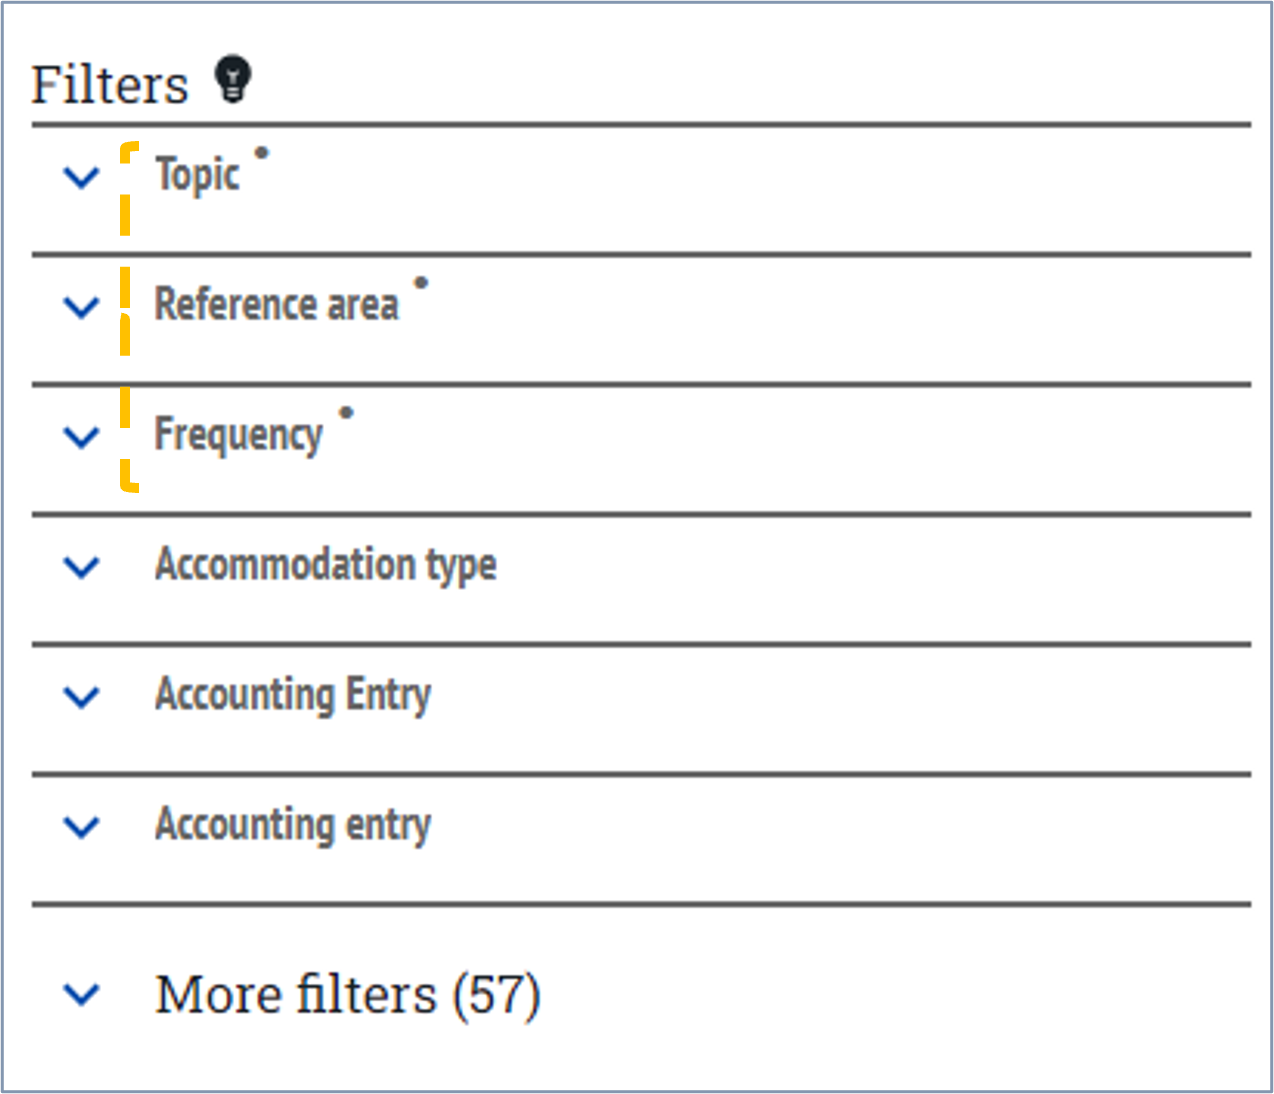 Filters
Topic •
Reference area •
Frequency •
Accommodation type
Accounting Entry
Accounting entry
More filters (57)